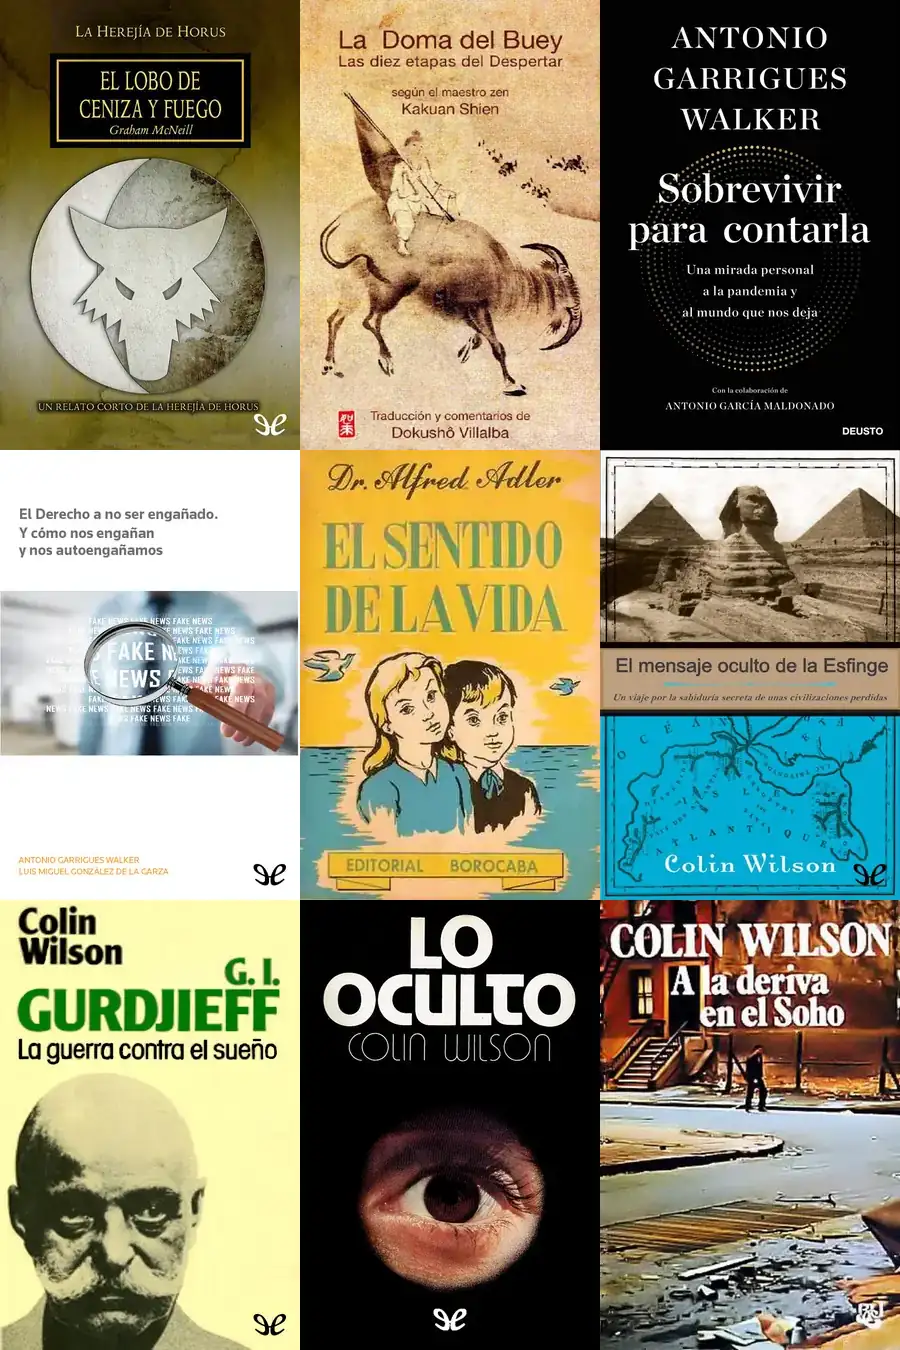 LA HEREJÍA DE HORUS
EL LOBO DE
CENIZA Y FUEGO
Graham McNeill
UN RELATO CORTO DE LA HEREJÍA DE HORUS
La Doma del Buey
Las diez etapas del Despertar
según el maestro zen
Kakuan Shien
Traducción y comentarios de
Dokushô Villalba
ANTONIO
GARRIGUES
WALKER
Sobrevivir
para contarla
Una mirada personal
a la pandemia y
al mundo que nos deja
Con la colaboración de
ANTONIO GARCÍA MALDONADO
DEUSTO
El Derecho a no ser engañado.
Y cómo nos engañan
y nos autoengañamos
FAKE NEWS
ANTONIO GARRIGUES WALKER
LUIS MIGUEL GONZÁLEZ DE LA GARZA
Dr. Alfred Adler
EL SENTIDO
DE LA VIDA
EDITORIAL BOROCABA
El mensaje oculto de la Esfinge
Un viaje por la sabiduría secreta de unas civilizaciones perdidas
Colin Wilson
Colin
Wilson
G. I.
GURDJIEFF
La guerra contra el sueño
LO
OCULTO
COLIN WILSON
COLIN WILSON
A la deriva
en el Soho